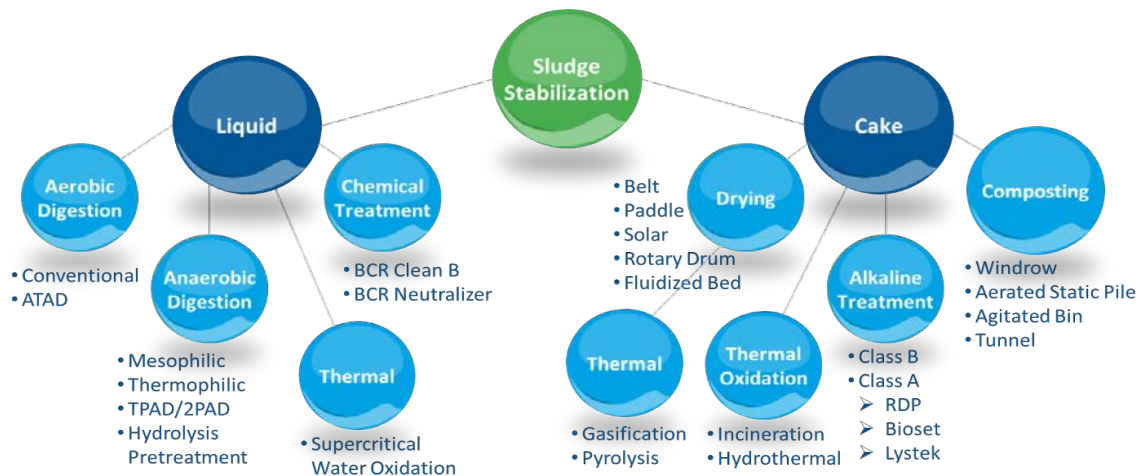 Sludge
Stabilization
Liquid
Cake
Aerobic
Digestion
• Conventional
• ATAD
Anaerobic
Digestion
• Mesophilic
• Thermophilic
• TPAD/2PAD
• Hydrolysis
Pretreatment
Chemical
Treatment
• BCR Clean B
• BCR Neutralizer
Thermal
• Supercritical
Water Oxidation
Drying
• Belt
• Paddle
• Solar
• Rotary Drum
• Fluidized Bed
Thermal
• Gasification
• Pyrolysis
Thermal
Oxidation
• Incineration
• Hydrothermal
Alkaline
Treatment
• Class B
• Class A
➢ RDP
➢ Bioset
➢ Lystek
Composting
• Windrow
• Aerated Static Pile
• Agitated Bin
• Tunnel